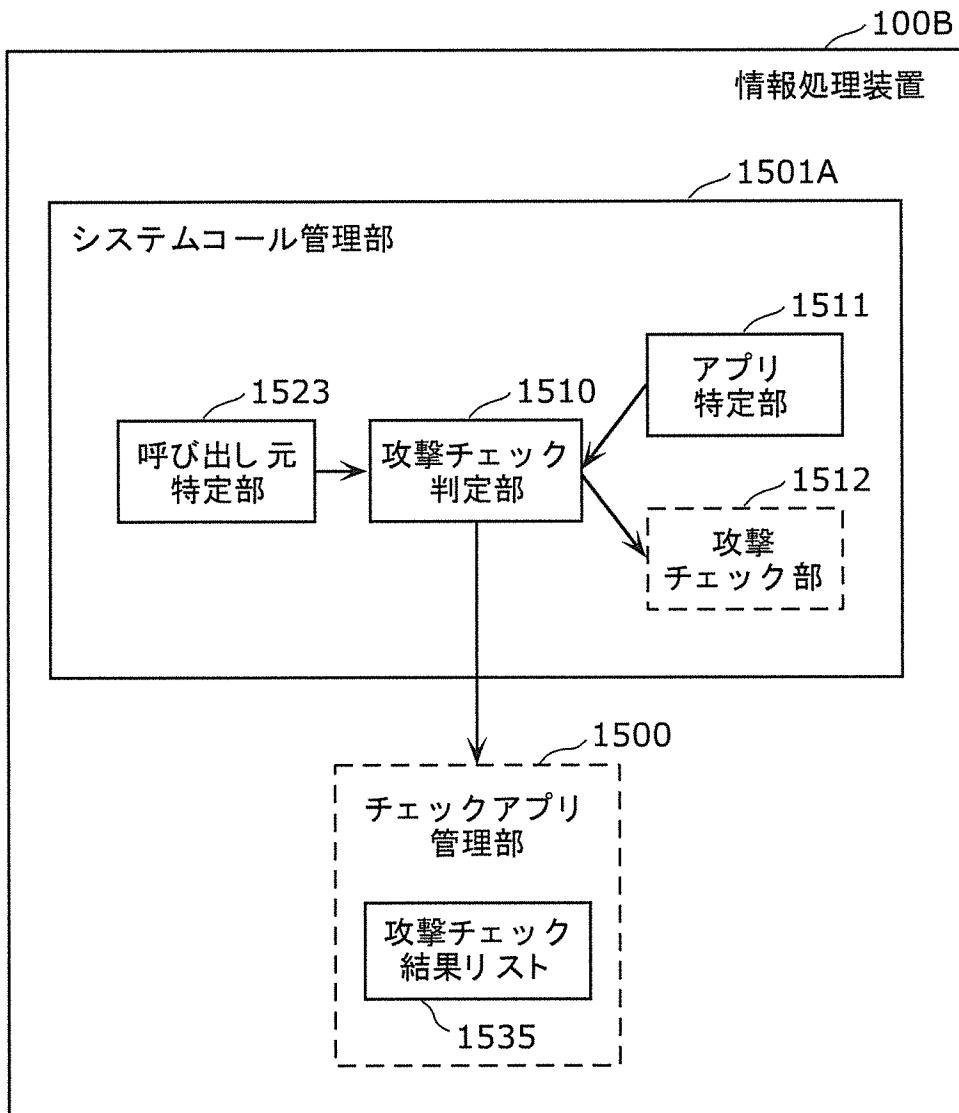 100B
情報処理装置
1501A
システムコール管理部
1511
アプリ
特定部
1523
呼び出し元
特定部
1510
攻撃チェック
判定部
1512
攻撃
チェック部
1500
チェックアプリ
管理部
攻撃チェック
結果リスト
1535